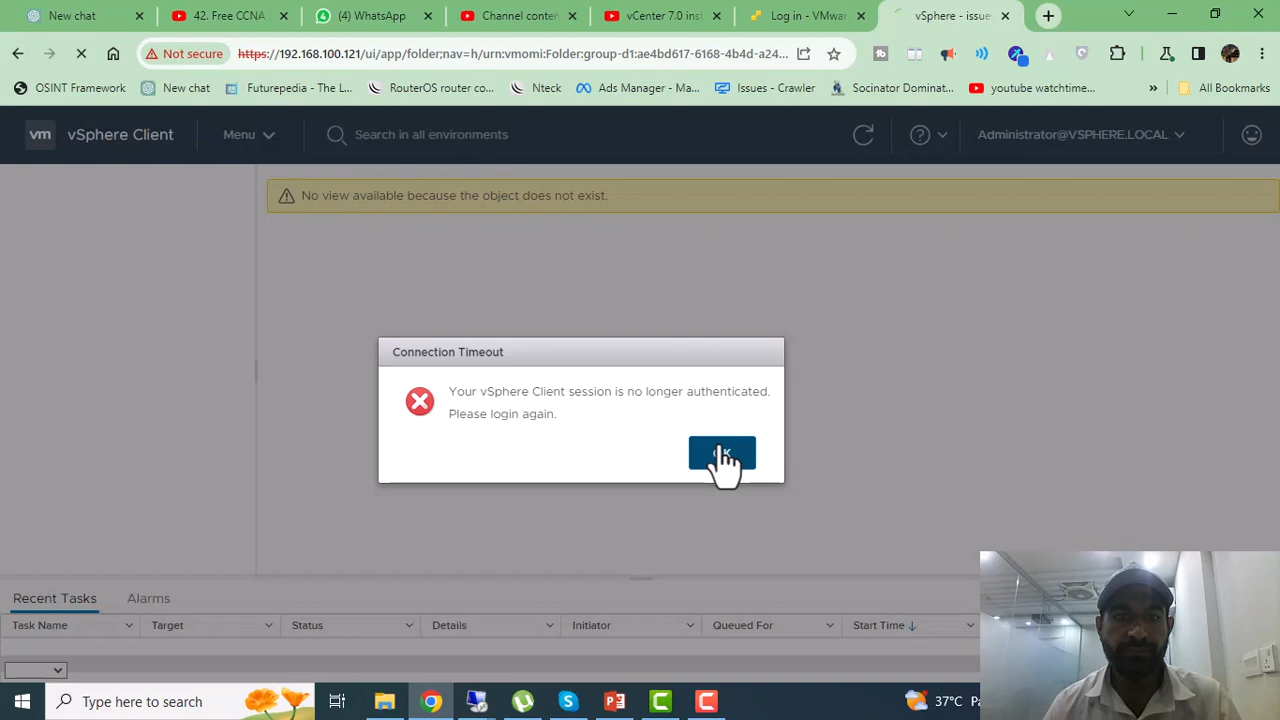 New chat
42. Free CCNA
(4) WhatsApp
Channel conten
vCenter 7.0 inst
Log in - VMwar
vSphere - issue
Not secure
https://192.168.100.121/ui/app/folder;nav=h/urn:vmomi:Folder:group-d1:ae4bd617-6168-4b4d-a24...
OSINT Framework
New chat
Futurepedia - The L...
RouterOS router co...
Nteck
Ads Manager - Ma...
Issues - Crawler
Socinator Dominat...
youtube watchtime...
»
All Bookmarks
vm
vSphere Client
Menu
Search in all environments
Administrator@VSPHERE.LOCAL
No view available because the object does not exist.
Connection Timeout
Your vSphere Client session is no longer authenticated.
Please login again.
Recent Tasks
Alarms
Task Name
Target
Status
Details
Initiator
Queued For
Start Time
Type here to search
37°C